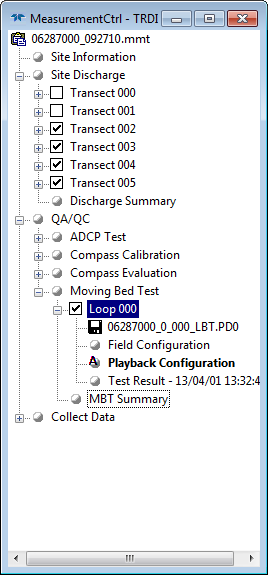 MeasurementCtrl - TRDI
06287000_092710.mmt
Site Information
Site Discharge
Transect 000
Transect 001
Transect 002
Transect 003
Transect 004
Transect 005
Discharge Summary
QA/QC
ADCP Test
Compass Calibration
Compass Evaluation
Moving Bed Test
Loop 000
06287000_0_000_LBT.PD0
Field Configuration
Playback Configuration
Test Result - 13/04/01 13:32:4
MBT Summary
Collect Data